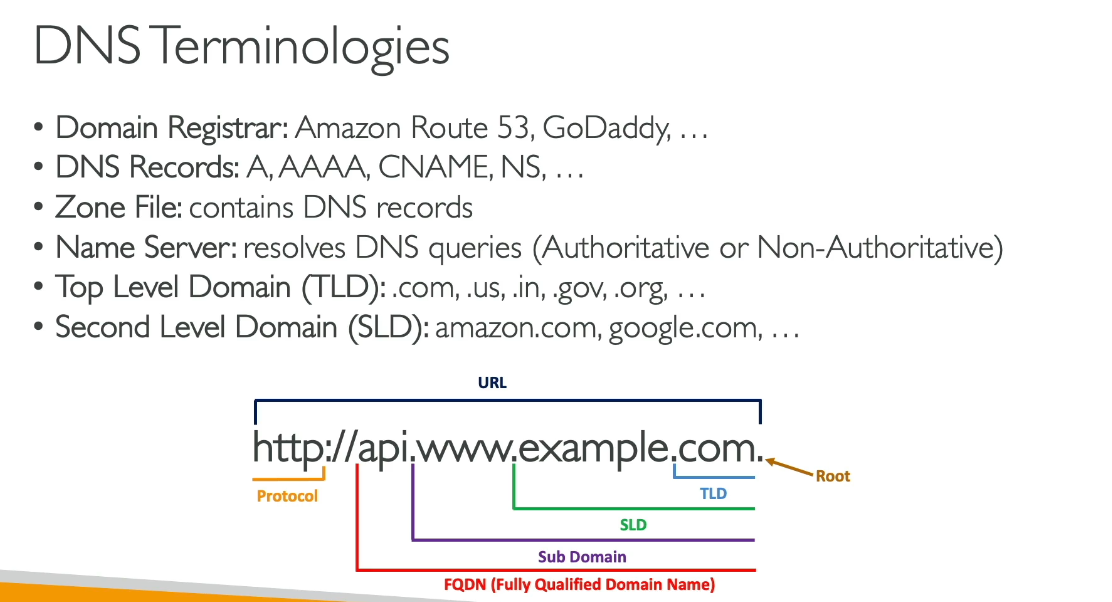 DNS Terminologies
• Domain Registrar: Amazon Route 53, GoDaddy, …
• DNS Records: A, AAAA, CNAME, NS, …
• Zone File: contains DNS records
• Name Server: resolves DNS queries (Authoritative or Non-Authoritative)
• Top Level Domain (TLD): .com, .us, .in, .gov, .org, …
• Second Level Domain (SLD): amazon.com, google.com, …
URL
http://api.www.example.com.
Root
Protocol
TLD
SLD
Sub Domain
FQDN (Fully Qualified Domain Name)